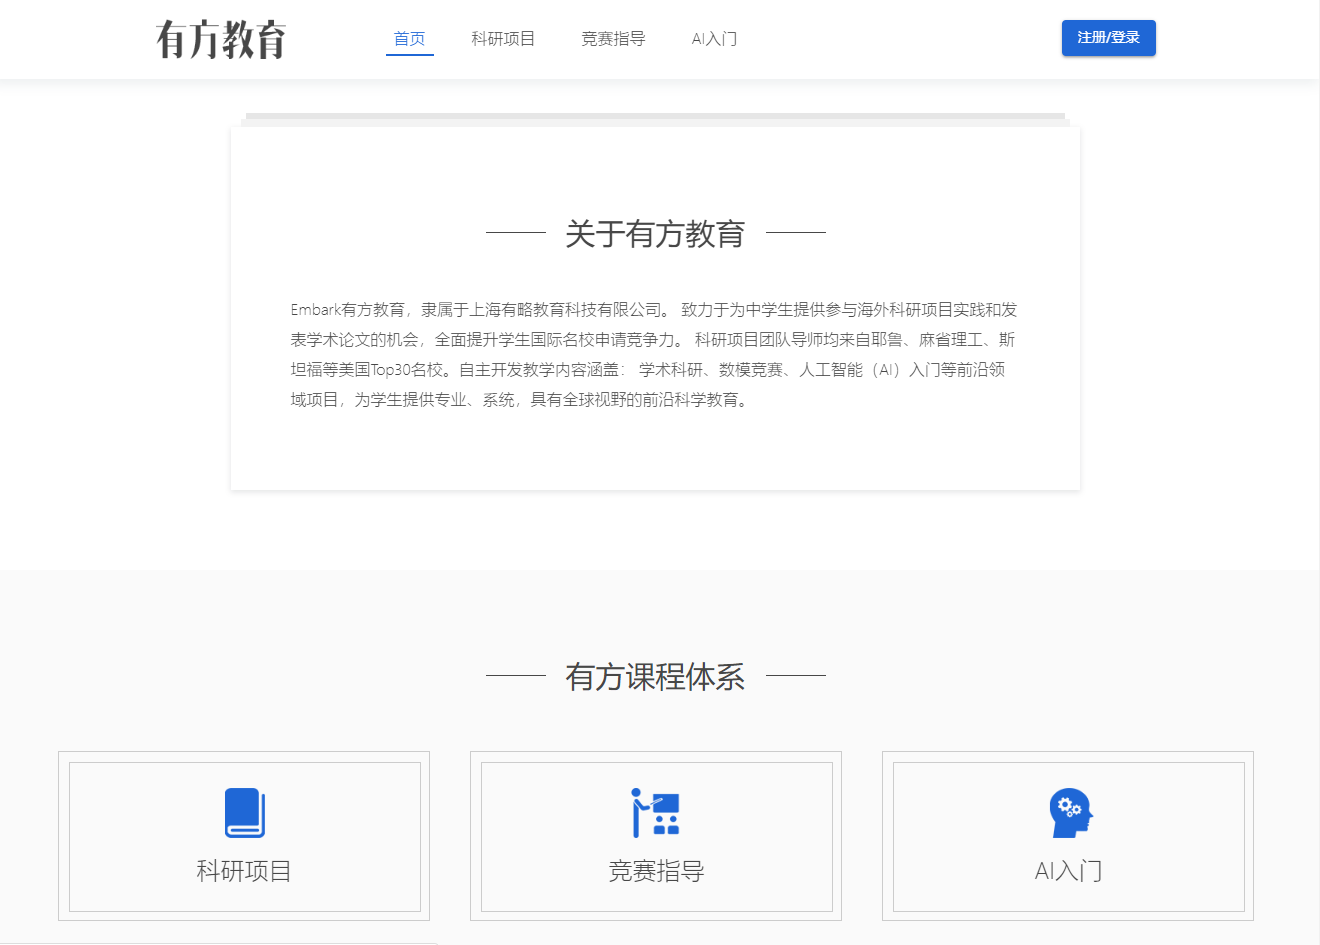 有方教育
首页
科研项目
竞赛指导
AI入门
注册/登录
关于有方教育
Embark有方教育，隶属于上海有略教育科技有限公司。 致力于为中学生提供参与海外科研项目实践和发
表学术论文的机会，全面提升学生国际名校申请竞争力。 科研项目团队导师均来自耶鲁、麻省理工、斯
坦福等美国Top30名校。自主开发教学内容涵盖： 学术科研、数模竞赛、人工智能（AI）入门等前沿领
域项目，为学生提供专业、系统，具有全球视野的前沿科学教育。
有方课程体系
科研项目
竞赛指导
AI入门